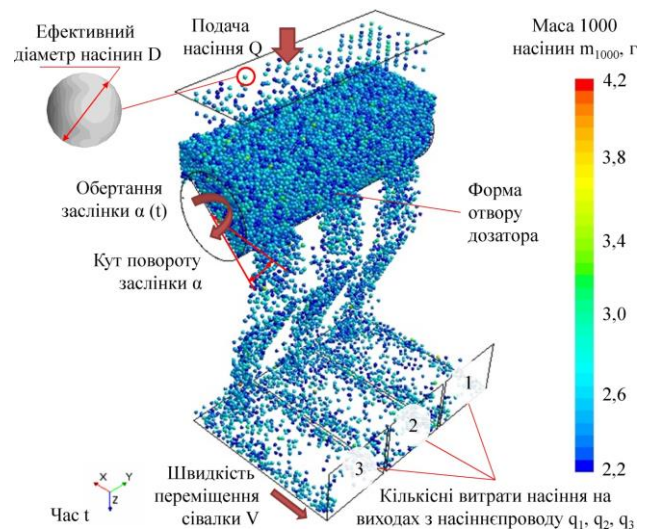 Ефективний
діаметр насінин D
Подача
насіння Q
Маса 1000
насінин m1000, г
4,2
3,8
3,4
3,0
2,6
2,2
Обертання
заслінки α (t)
Форма
отвору
дозатора
Кут повороту
заслінки α
1
2
3
X
Y
Z
Час t
Швидкість
переміщення
сівалки V
Кількісні витрати насіння на
виходах з насіннєпроводу q1, q2, q3